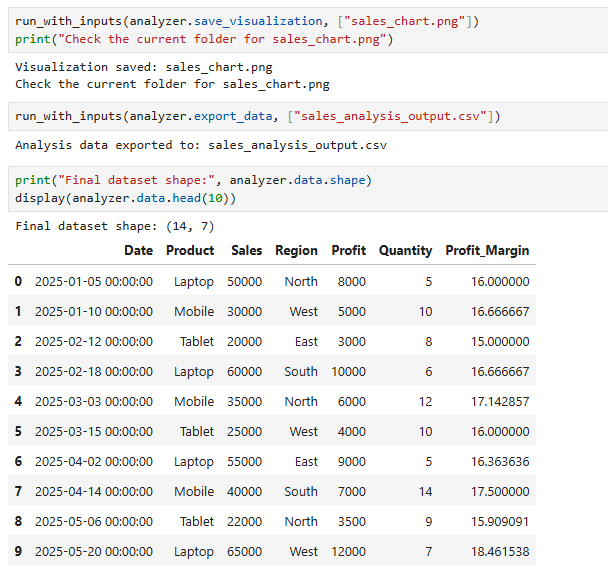 run_with_inputs(analyzer.save_visualization, ["sales_chart.png"])
print("Check the current folder for sales_chart.png")
Visualization saved: sales_chart.png
Check the current folder for sales_chart.png
run_with_inputs(analyzer.export_data, ["sales_analysis_output.csv"])
Analysis data exported to: sales_analysis_output.csv
print("Final dataset shape:", analyzer.data.shape)
display(analyzer.data.head(10))
Final dataset shape: (14, 7)
Date Product Sales Region Profit Quantity Profit_Margin
0 2025-01-05 00:00:00 Laptop 50000 North 8000 5 16.000000
1 2025-01-10 00:00:00 Mobile 30000 West 5000 10 16.666667
2 2025-02-12 00:00:00 Tablet 20000 East 3000 8 15.000000
3 2025-02-18 00:00:00 Laptop 60000 South 10000 6 16.666667
4 2025-03-03 00:00:00 Mobile 35000 North 6000 12 17.142857
5 2025-03-15 00:00:00 Tablet 25000 West 4000 10 16.000000
6 2025-04-02 00:00:00 Laptop 55000 East 9000 5 16.363636
7 2025-04-14 00:00:00 Mobile 40000 South 7000 14 17.500000
8 2025-05-06 00:00:00 Tablet 22000 North 3500 9 15.909091
9 2025-05-20 00:00:00 Laptop 65000 West 12000 7 18.461538